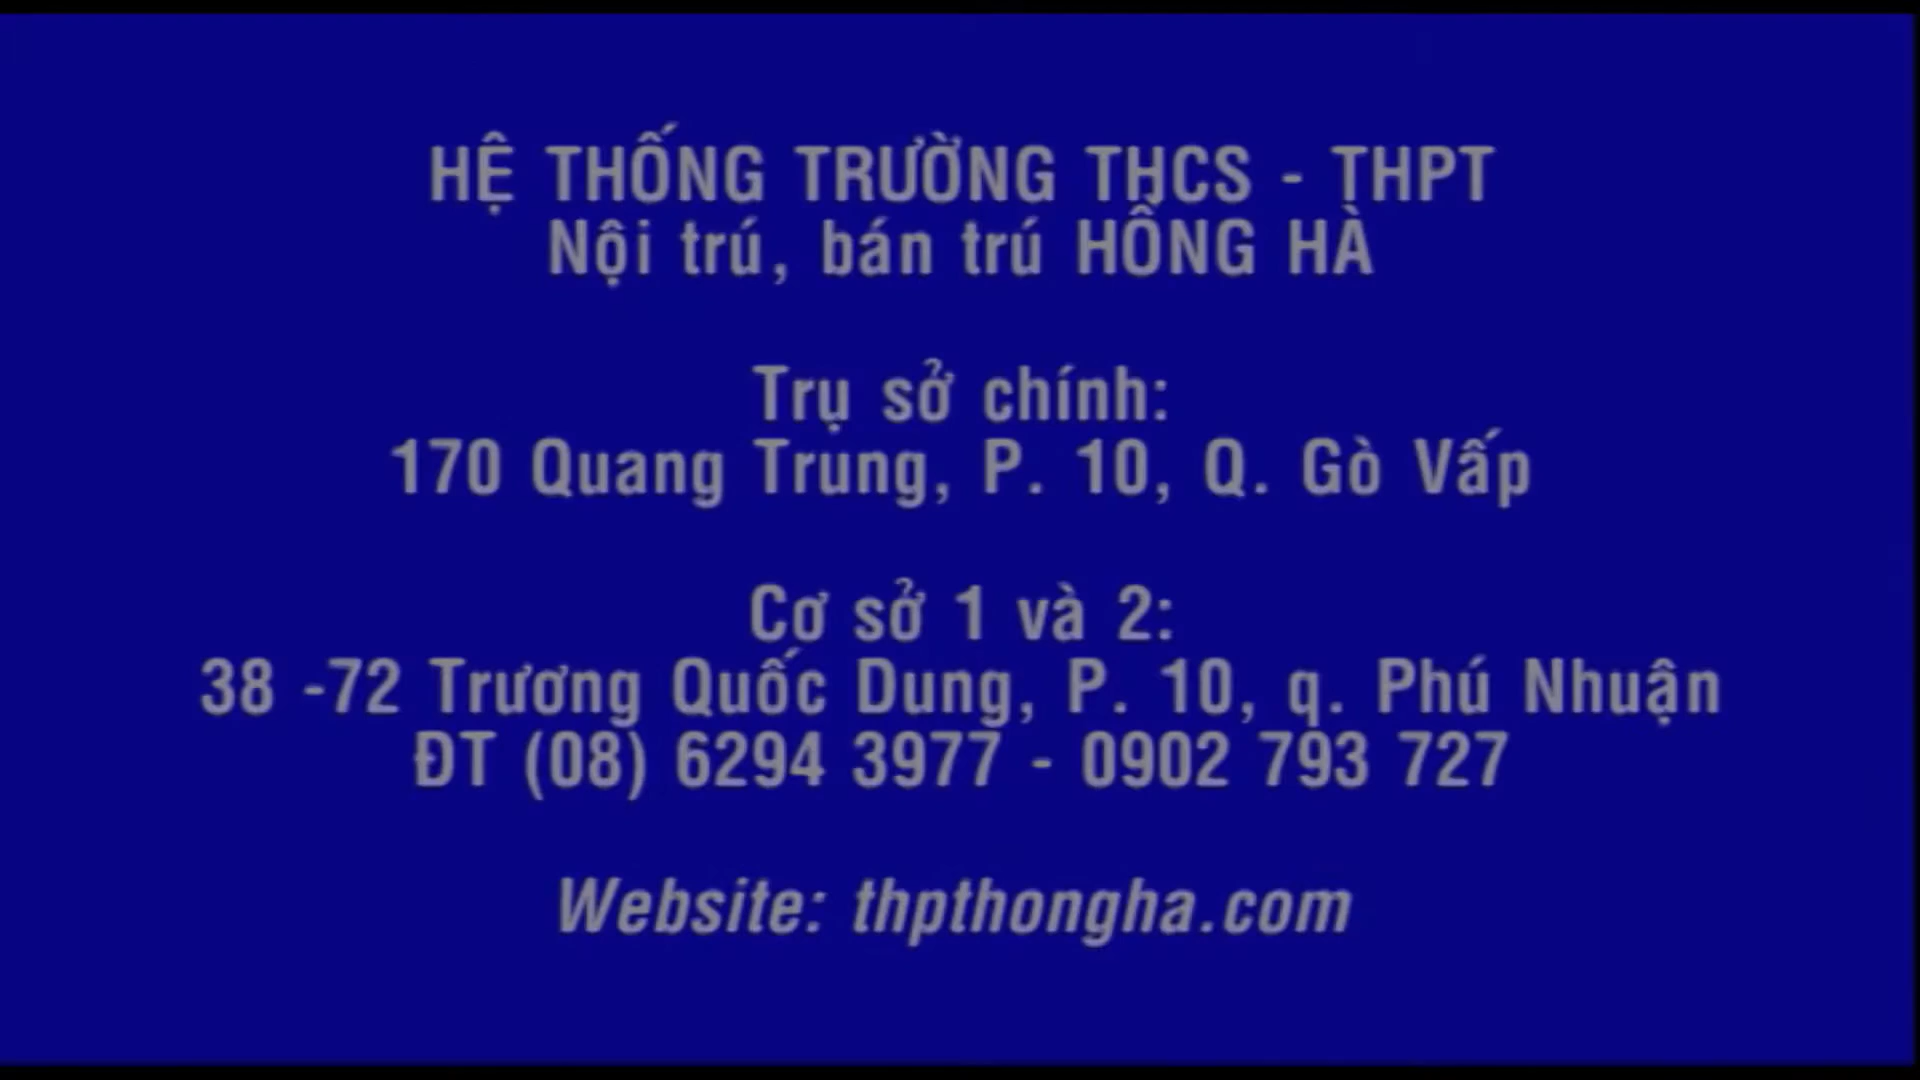 HỆ THỐNG TRƯỜNG THCS - THPT
Nội trú, bán trú HỒNG HÀ
Trụ sở chính:
170 Quang Trung, P. 10, Q. Gò Vấp
Cơ sở 1 và 2:
38 -72 Trương Quốc Dung, P. 10, q. Phú Nhuận
ĐT (08) 6294 3977 - 0902 793 727
Website: thpthongha.com